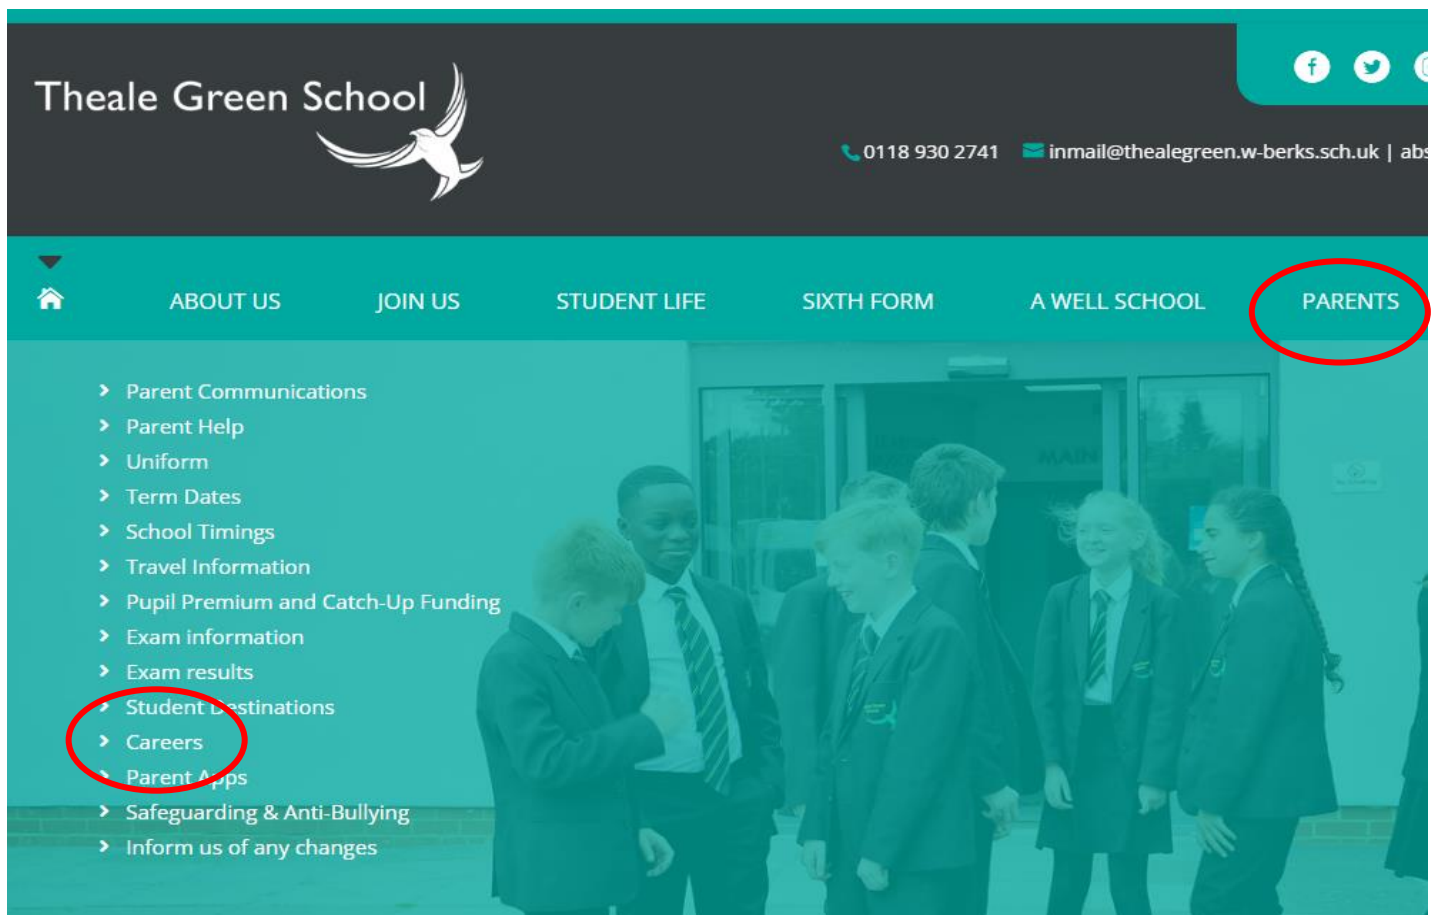 Theale Green School
0118 930 2741 inmail@thealegreen.w-berks.sch.uk | abs
ABOUT US JOIN US STUDENT LIFE SIXTH FORM A WELL SCHOOL PARENTS
Parent Communications
Parent Help
Uniform
Term Dates
School Timings
Travel Information
Pupil Premium and Catch-Up Funding
Exam information
Exam results
Student Destinations
Careers
Parent Apps
Safeguarding & Anti-Bullying
Inform us of any changes
MAIN